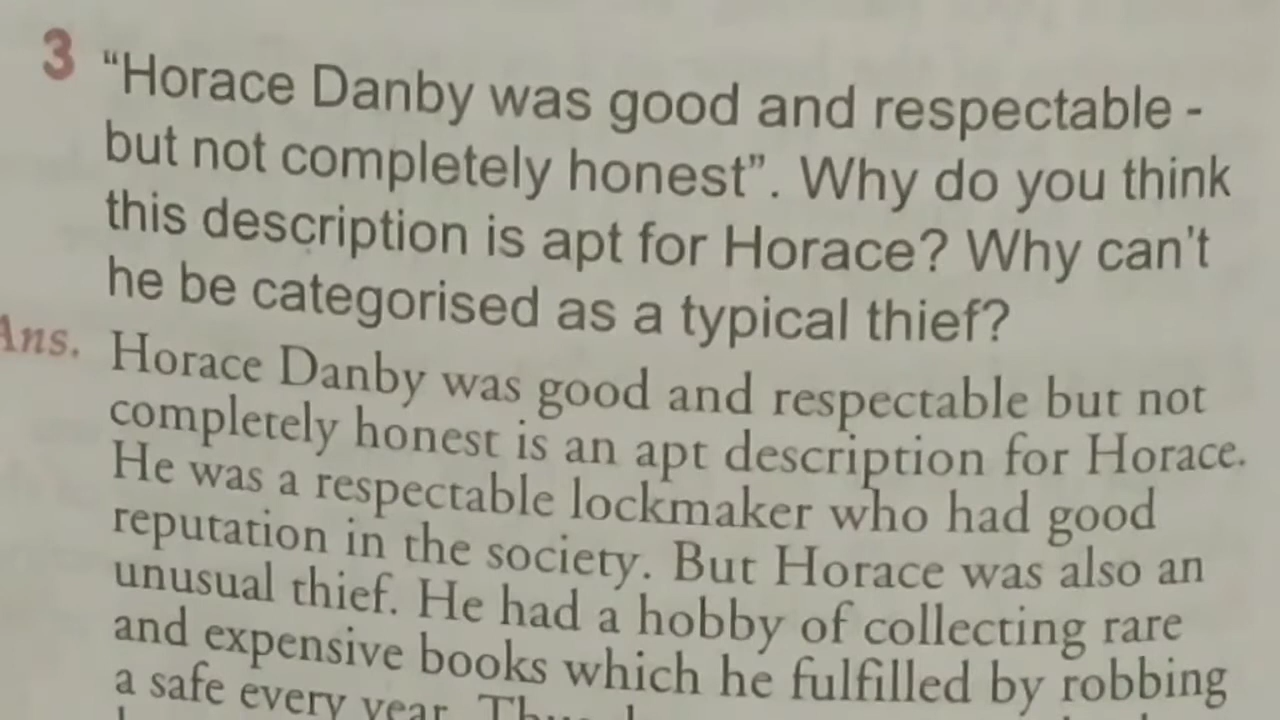 3 “Horace Danby was good and respectable -
but not completely honest”. Why do you think
this description is apt for Horace? Why can't
he be categorised as a typical thief?
Ans. Horace Danby was good and respectable but not
completely honest is an apt description for Horace.
He was a respectable lockmaker who had good
reputation in the society. But Horace was also an
unusual thief. He had a hobby of collecting rare
and expensive books which he fulfilled by robbing
a safe every year.